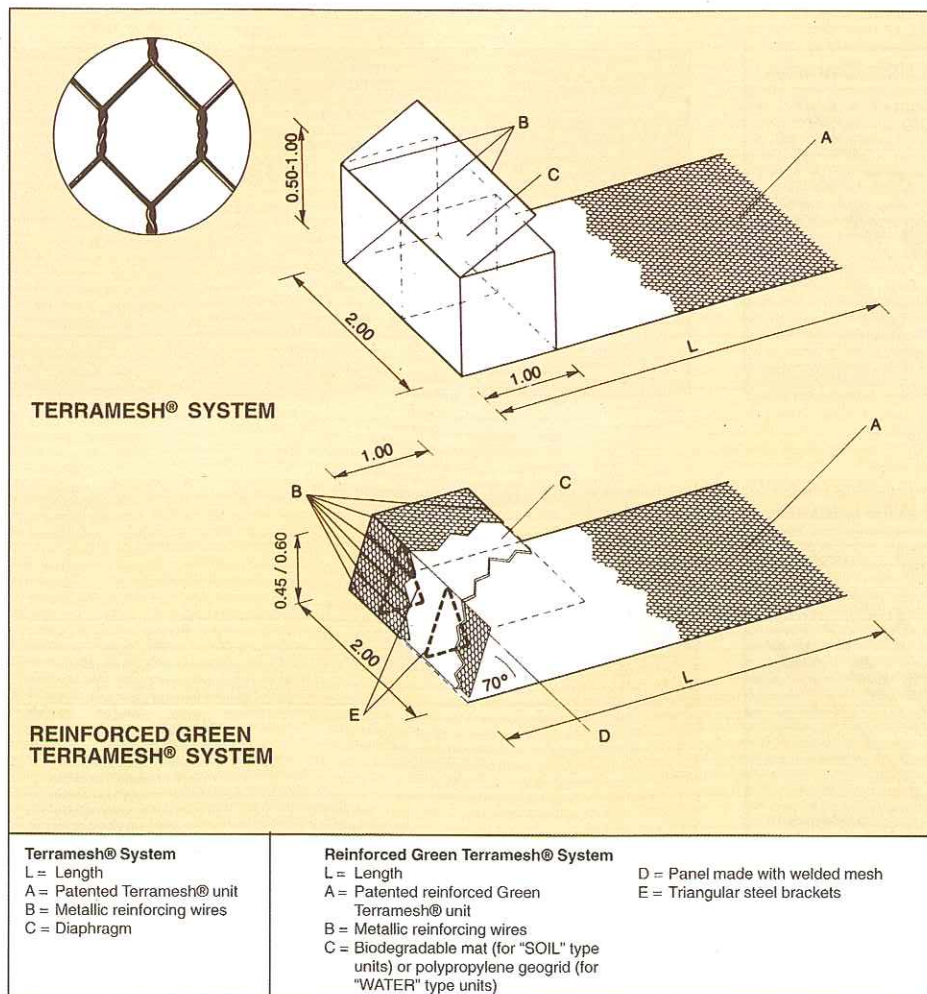 B
A
C
0.50-1.00
2.00
1.00
L
TERRAMESH® SYSTEM
1.00
A
B
C
0.45 / 0.60
2.00
70°
L
E
D
REINFORCED GREEN
TERRAMESH® SYSTEM
Terramesh® System
L = Length
A = Patented Terramesh® unit
B = Metallic reinforcing wires
C = Diaphragm
Reinforced Green Terramesh® System
L = Length
A = Patented reinforced Green
Terramesh® unit
B = Metallic reinforcing wires
C = Biodegradable mat (for "SOIL" type
units) or polypropylene geogrid (for
"WATER" type units)
D = Panel made with welded mesh
E = Triangular steel brackets